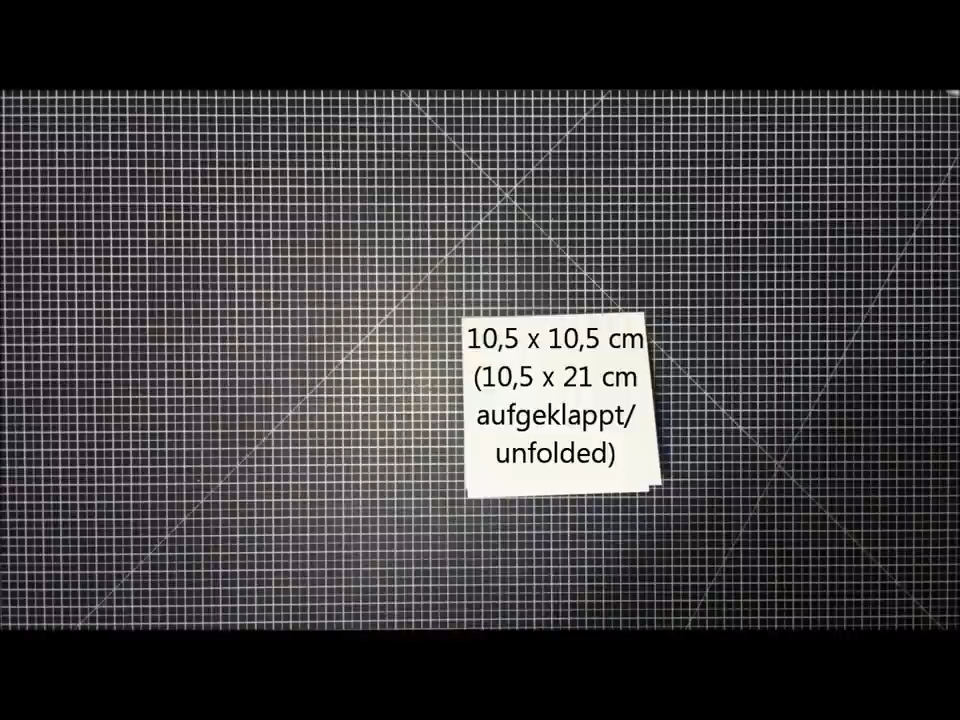 10,5 x 10,5 cm
(10,5 x 21 cm
aufgeklappt/
unfolded)